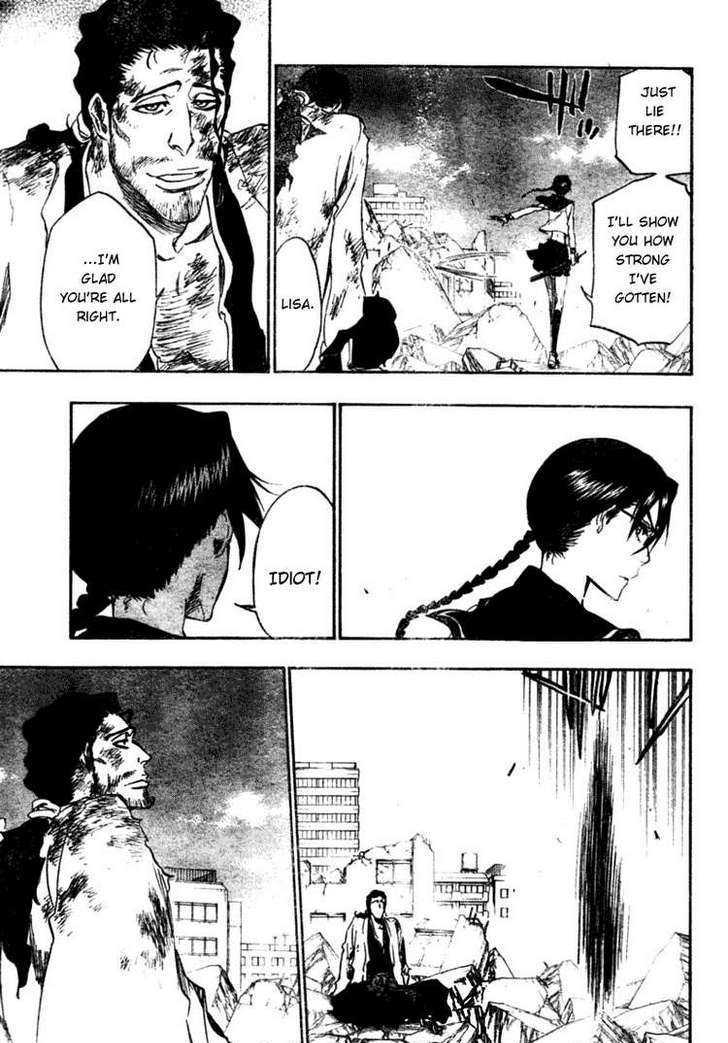 JUST
LIE
THERE!!
I'LL SHOW
YOU HOW
STRONG
I'VE
GOTTEN!
LISA.
...I'M
GLAD
YOU'RE ALL
RIGHT.
IDIOT!